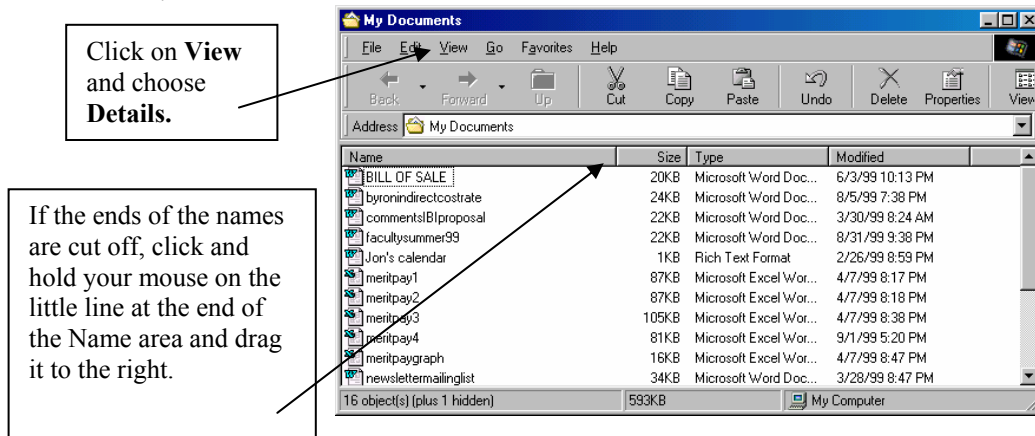 Click on View
and choose
Details.
If the ends of the names
are cut off, click and
hold your mouse on the
little line at the end of
the Name area and drag
it to the right.
My Documents
File Edit View Go Favorites Help
Back Forward Up Cut Copy Paste Undo Delete Properties View
Address My Documents
Name Size Type Modified
BILL OF SALE 20KB Microsoft Word Doc... 6/3/99 10:13 PM
byronindirectcostrate 24KB Microsoft Word Doc... 8/5/99 7:38 PM
commentsIBIproposal 22KB Microsoft Word Doc... 3/30/99 8:24 AM
facultysummer99 22KB Microsoft Word Doc... 8/31/99 9:38 PM
Jon's calendar 1KB Rich Text Format 2/26/99 8:59 PM
meritpay1 87KB Microsoft Excel Wor... 4/7/99 8:17 PM
meritpay2 87KB Microsoft Excel Wor... 4/7/99 8:18 PM
meritpay3 105KB Microsoft Excel Wor... 4/7/99 8:38 PM
meritpay4 81KB Microsoft Excel Wor... 9/1/99 5:20 PM
meritpaygraph 16KB Microsoft Excel Wor... 4/7/99 8:47 PM
newslettermailinglist 34KB Microsoft Word Doc... 3/28/99 8:47 PM
16 object(s) (plus 1 hidden) 593KB My Computer